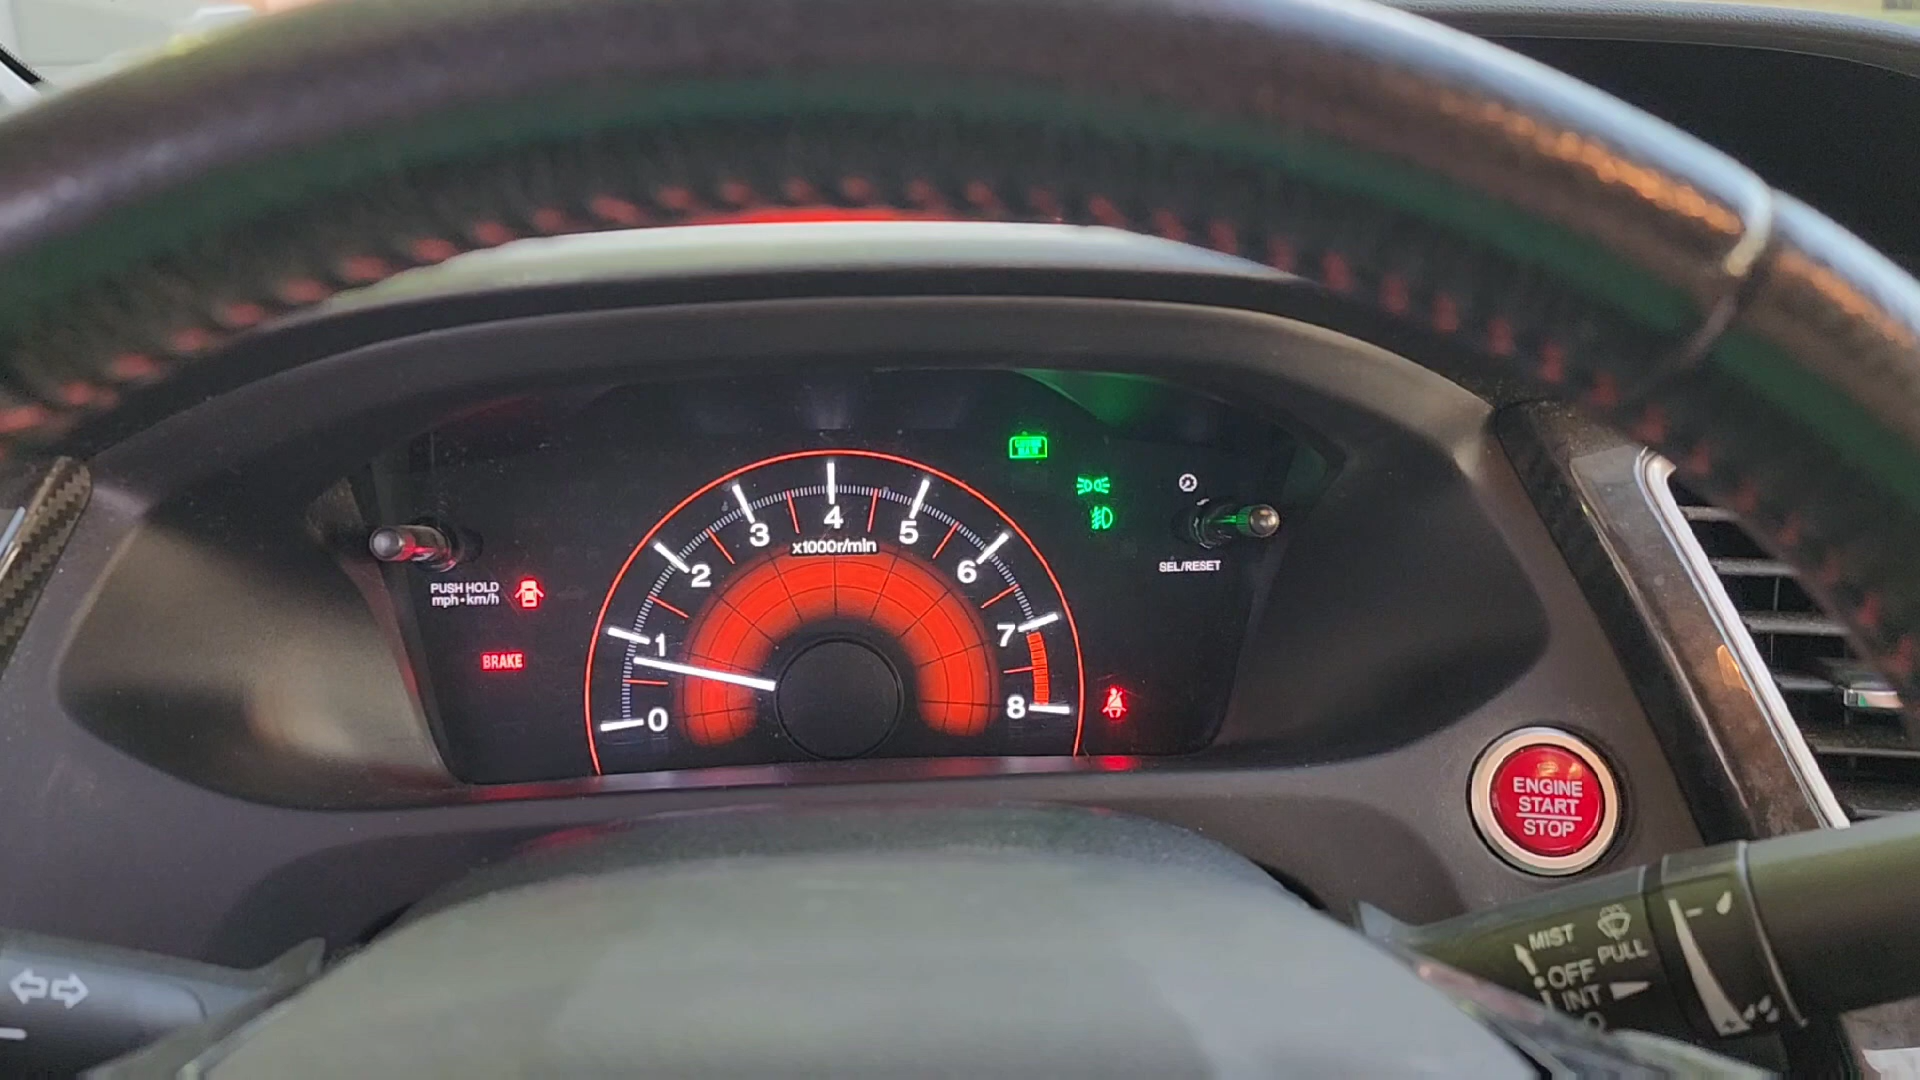 3
4
5
x1000r/min
2
6
SEL/RESET
PUSH HOLD
mph•km/h
1
7
BRAKE
0
8
ENGINE
START
STOP
MIST
PULL
OFF
INT